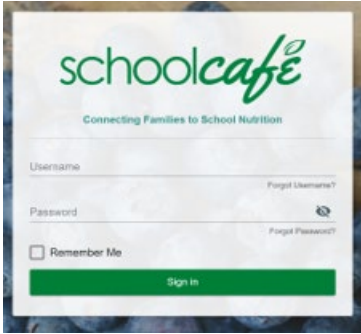 schoolcafé
Connecting Families to School Nutrition
Username
Forgot Username?
Password
Forgot Password?
Remember Me
Sign in